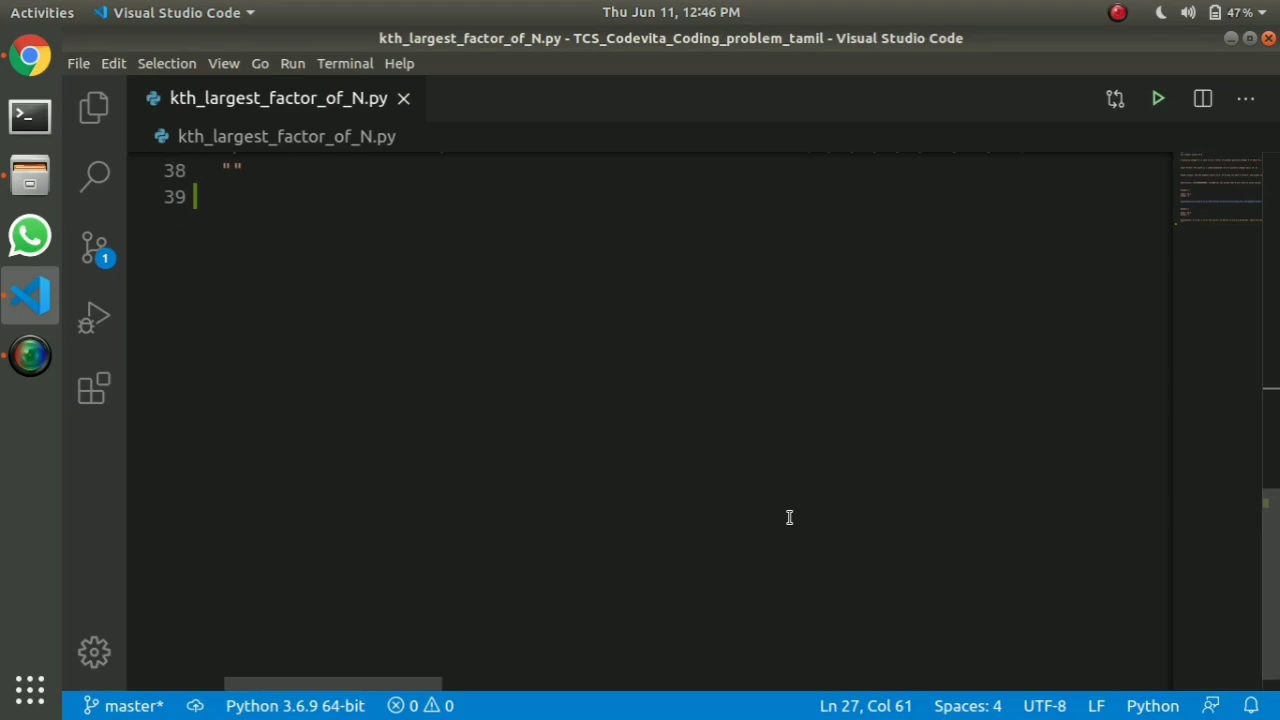 Activities Visual Studio Code Thu Jun 11, 12:46 PM 47%
kth_largest_factor_of_N.py - TCS_Codevita_Coding_problem_tamil - Visual Studio Code
File Edit Selection View Go Run Terminal Help
kth_largest_factor_of_N.py
kth_largest_factor_of_N.py
38 ""
39
1
master* Python 3.6.9 64-bit 0 0 Ln 27, Col 61 Spaces: 4 UTF-8 LF Python